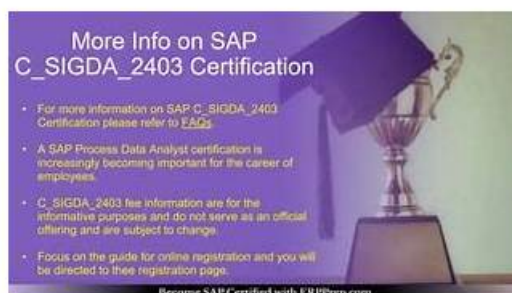 More Info on SAP
C_SIGDA_2403 Certification
• For more information on SAP C_SIGDA_2403
Certification please refer to FAQs.
• A SAP Process Data Analyst certification is
increasingly becoming important for the career of
employees.
• C_SIGDA_2403 fee information are for the
informative purposes and do not serve as an official
offering and are subject to change.
• Focus on the guide for online registration and you will
be directed to thee registration page.
Become SAP Certified with ERPPrep.com